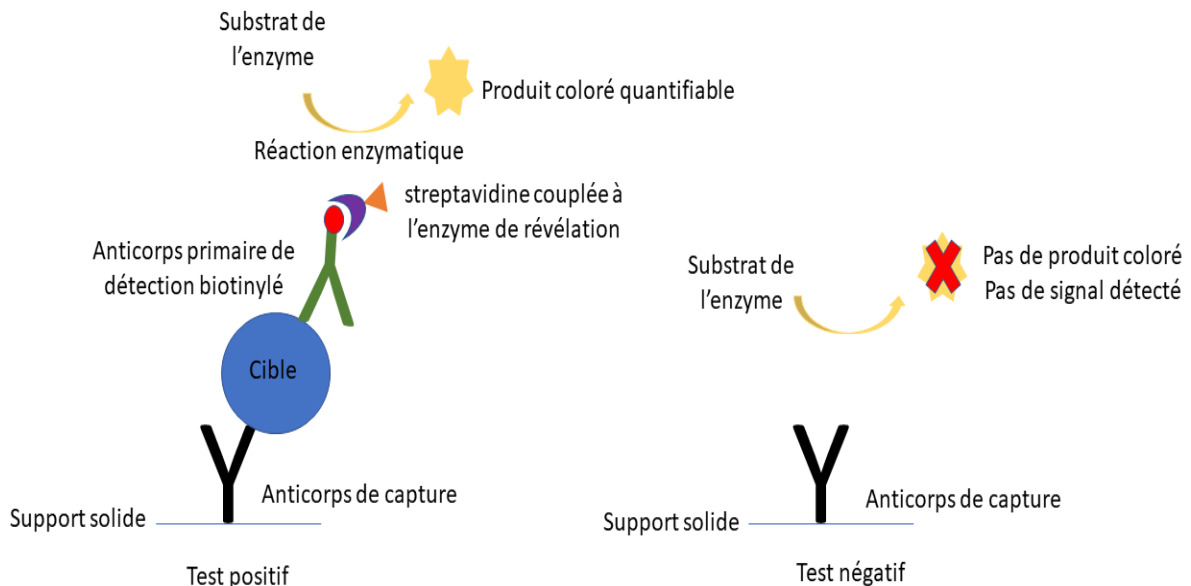 Substrat de
l'enzyme
Produit coloré quantifiable
Réaction enzymatique
streptavidine couplée à
l'enzyme de révélation
Anticorps primaire de
détection biotinylé
Cible
Anticorps de capture
Support solide
Test positif
Substrat de
l'enzyme
Pas de produit coloré
Pas de signal détecté
Anticorps de capture
Support solide
Test négatif